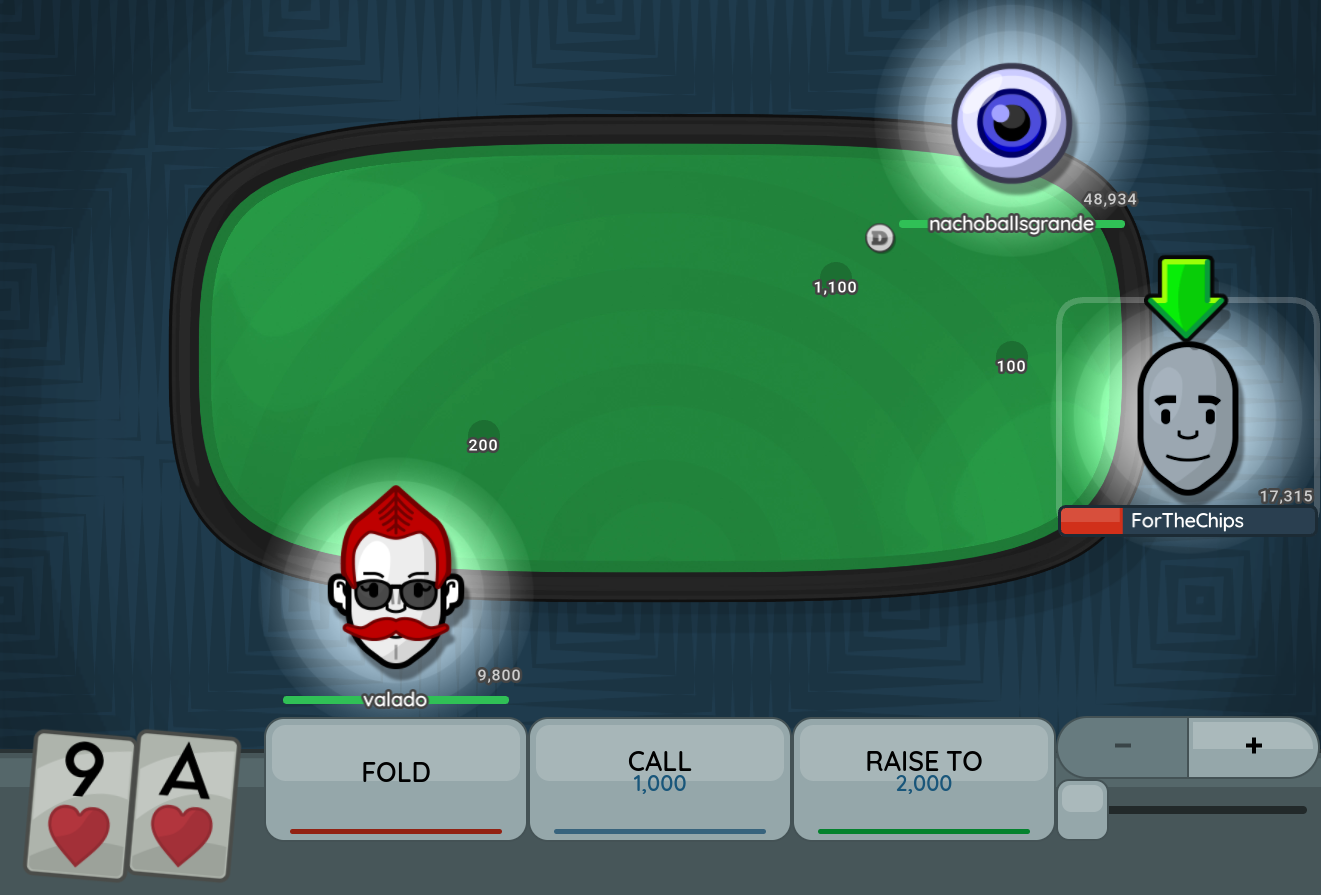 48,934
nachoballsgrande
D
1,100
100
200
17,315
ForTheChips
9,800
valado
9 A
FOLD
CALL
1,000
RAISE TO
2,000
− +